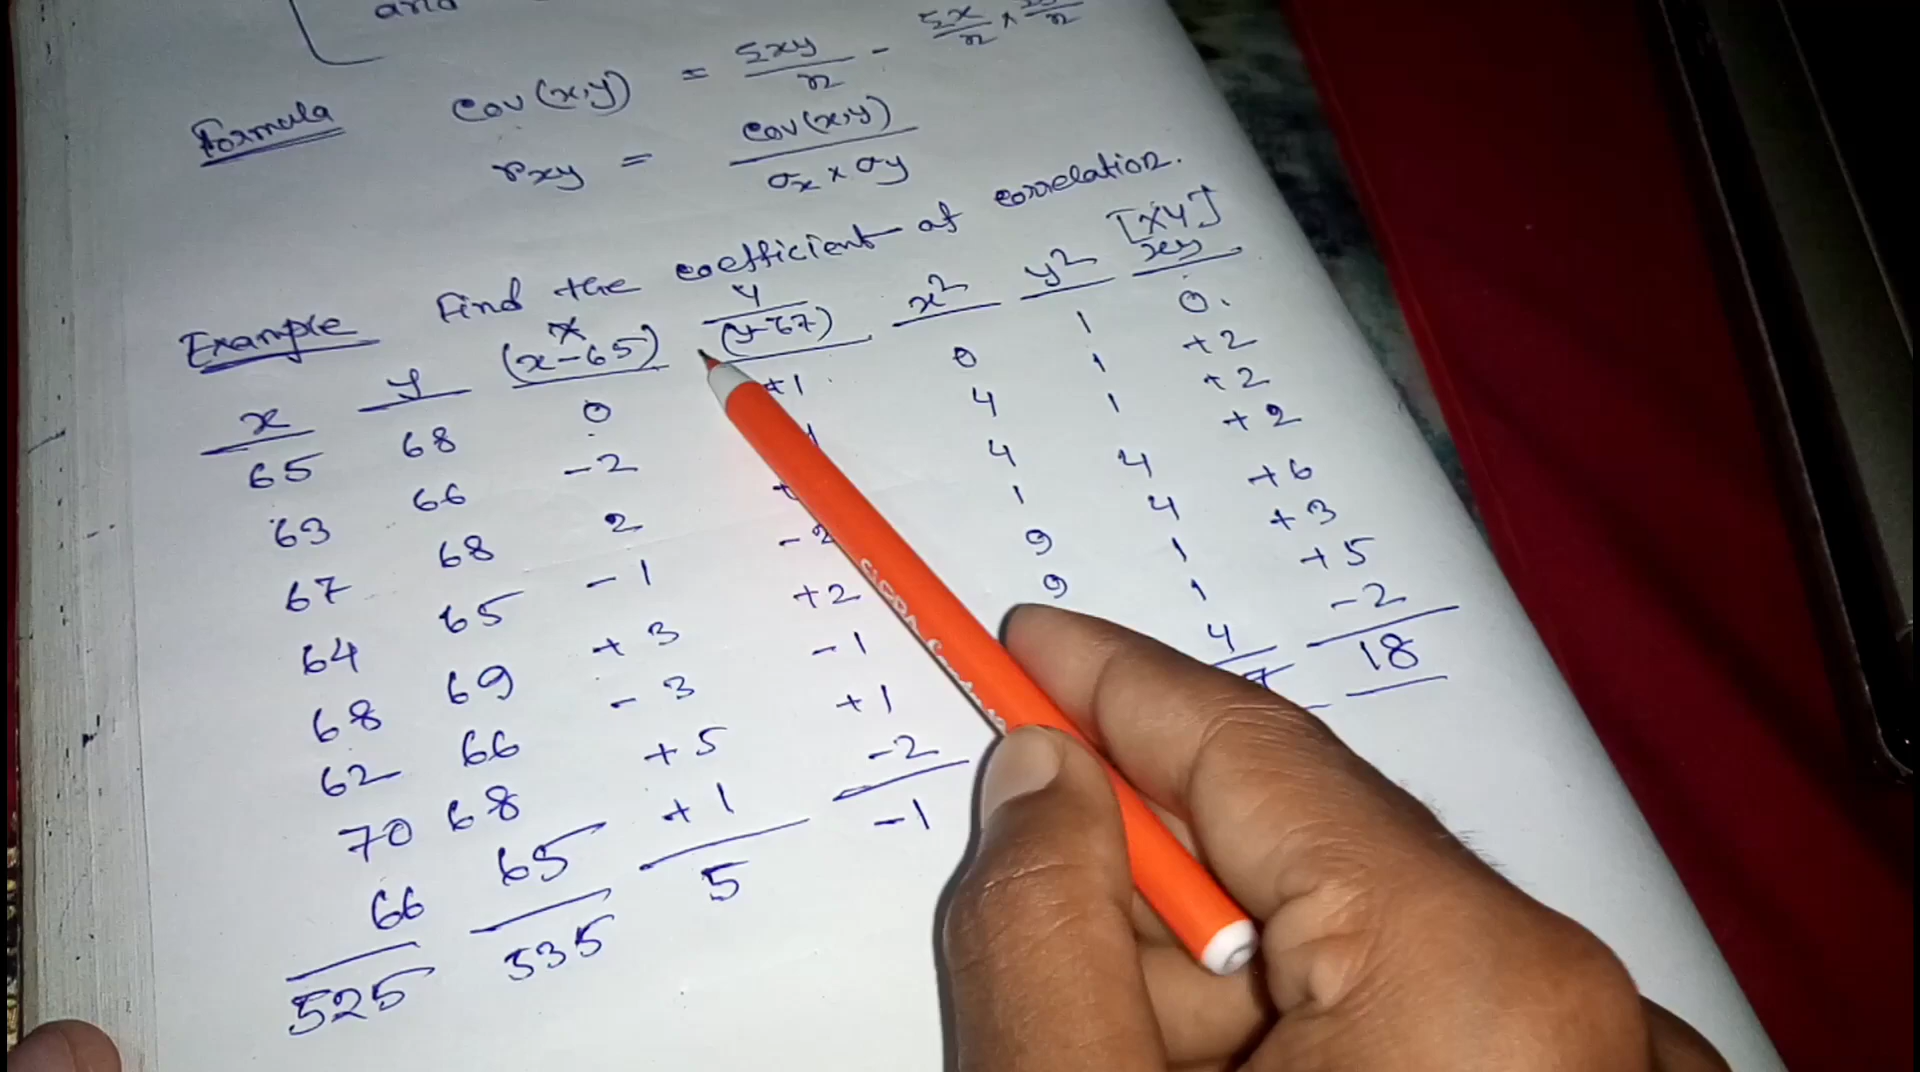 and
Formula Cov(x,y) = Σxy/n - Σx/n ×
rxy = cov(x,y)/σx × σy
Example Find the coefficient of correlation.
x y X (x-65) Y (y-67) x² y² [XY] xy
65 68 0 +1 0 1 0.
63 66 -2 4 1 +2
67 68 2 4 1 +2
64 65 -1 -2 1 4 +2
68 69 +3 +2 9 4 +6
62 66 -3 -1 9 1 +3
70 68 +5 +1 1 +5
66 65 +1 -2 4 -2
525 535 5 -1 18